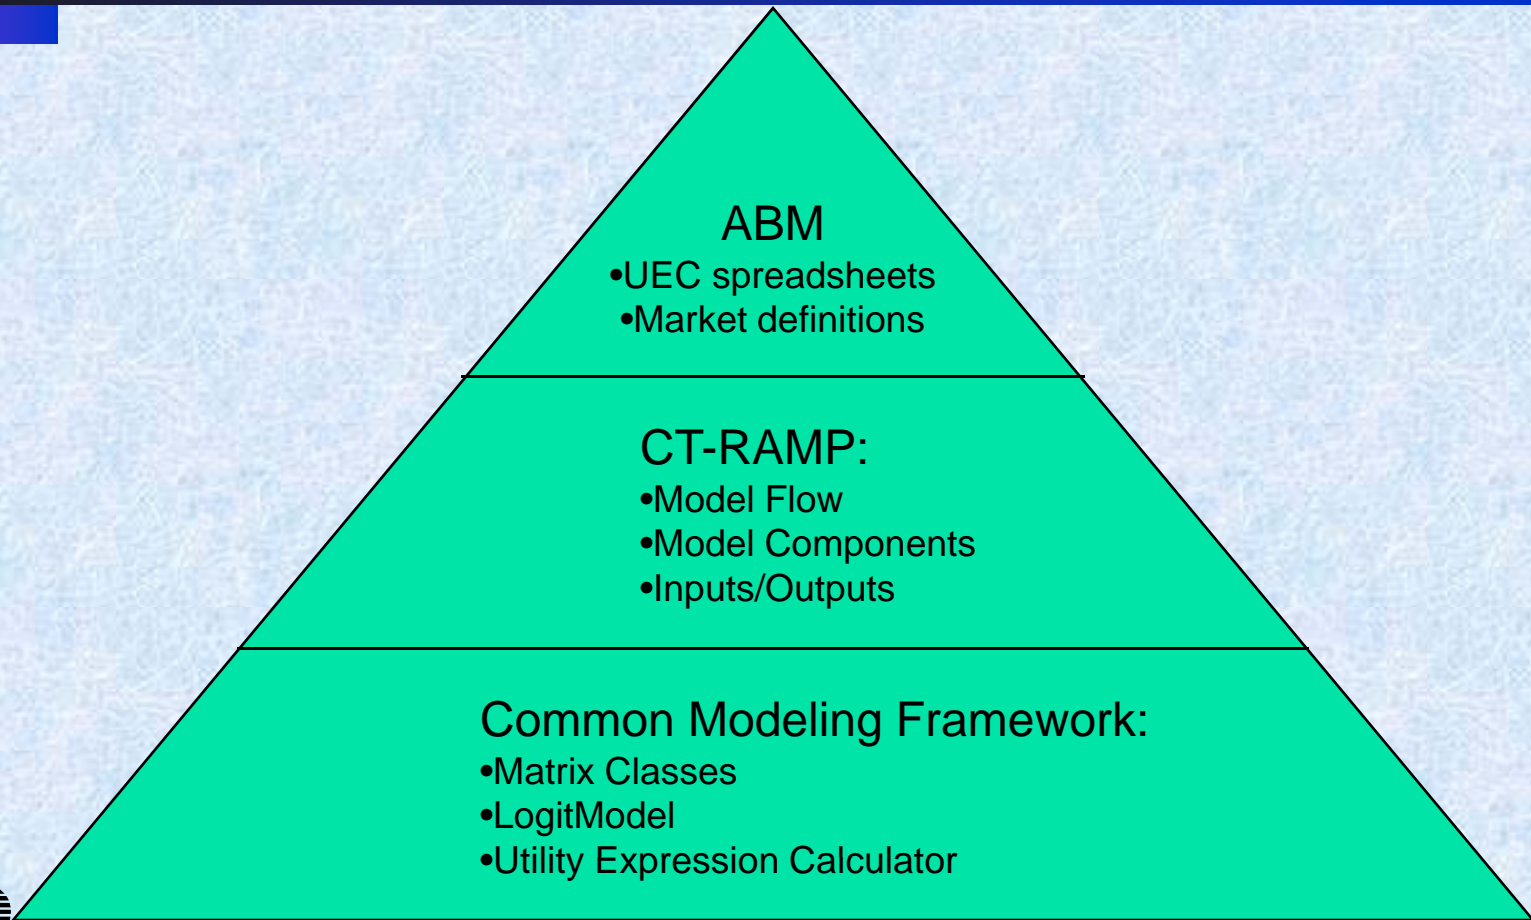 ABM
•UEC spreadsheets
•Market definitions
CT-RAMP:
•Model Flow
•Model Components
•Inputs/Outputs
Common Modeling Framework:
•Matrix Classes
•LogitModel
•Utility Expression Calculator